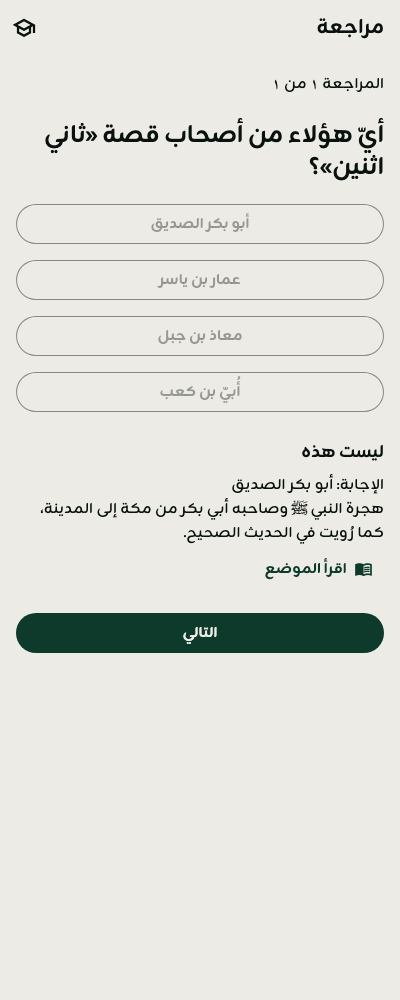 مراجعة
المراجعة ١ من ١
أيّ هؤلاء من أصحاب قصة «ثاني
اثنين»؟
أبو بكر الصديق
عمار بن ياسر
معاذ بن جبل
أُبيّ بن كعب
ليست هذه
الإجابة: أبو بكر الصديق
هجرة النبي ﷺ وصاحبه أبي بكر من مكة إلى المدينة،
كما رُويت في الحديث الصحيح.
اقرأ الموضع
التالي